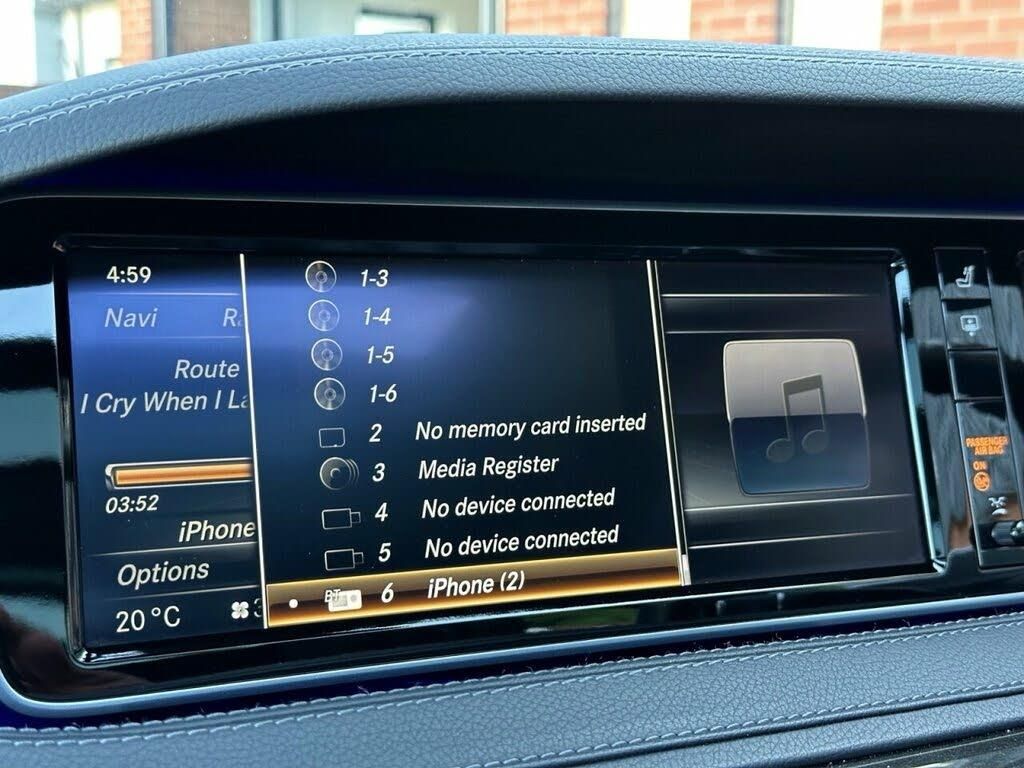 4:59
Navi
Route
I Cry When I
03:52
iPhone
Options
20 °C
1-3
1-4
1-5
1-6
2 No memory card inserted
3 Media Register
4 No device connected
5 No device connected
BT 6 iPhone (2)
PASSENGER
AIR BAG
ON